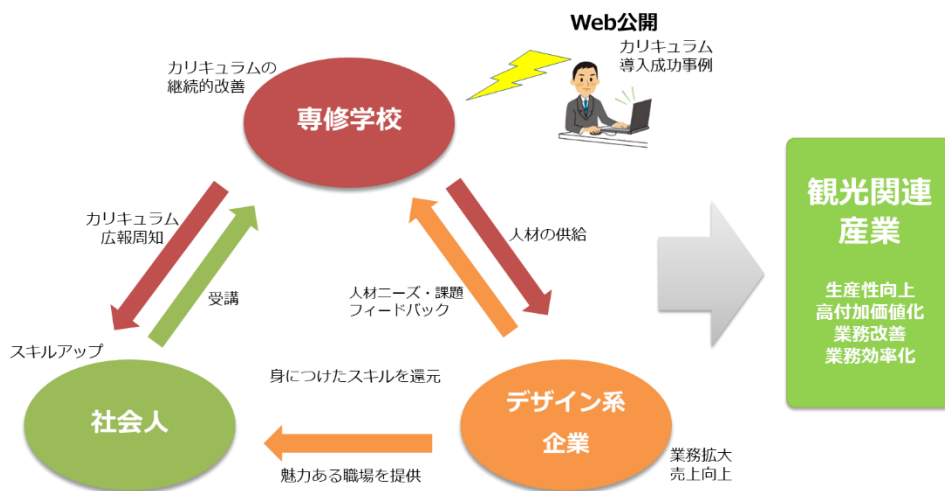 Web公開
カリキュラム
導入成功事例
カリキュラムの
継続的改善
専修学校
カリキュラム
広報周知
受講
人材の供給
人材ニーズ・課題
フィードバック
スキルアップ
社会人
身につけたスキルを還元
魅力ある職場を提供
デザイン系
企業
業務拡大
売上向上
観光関連
産業
生産性向上
高付加価値化
業務改善
業務効率化